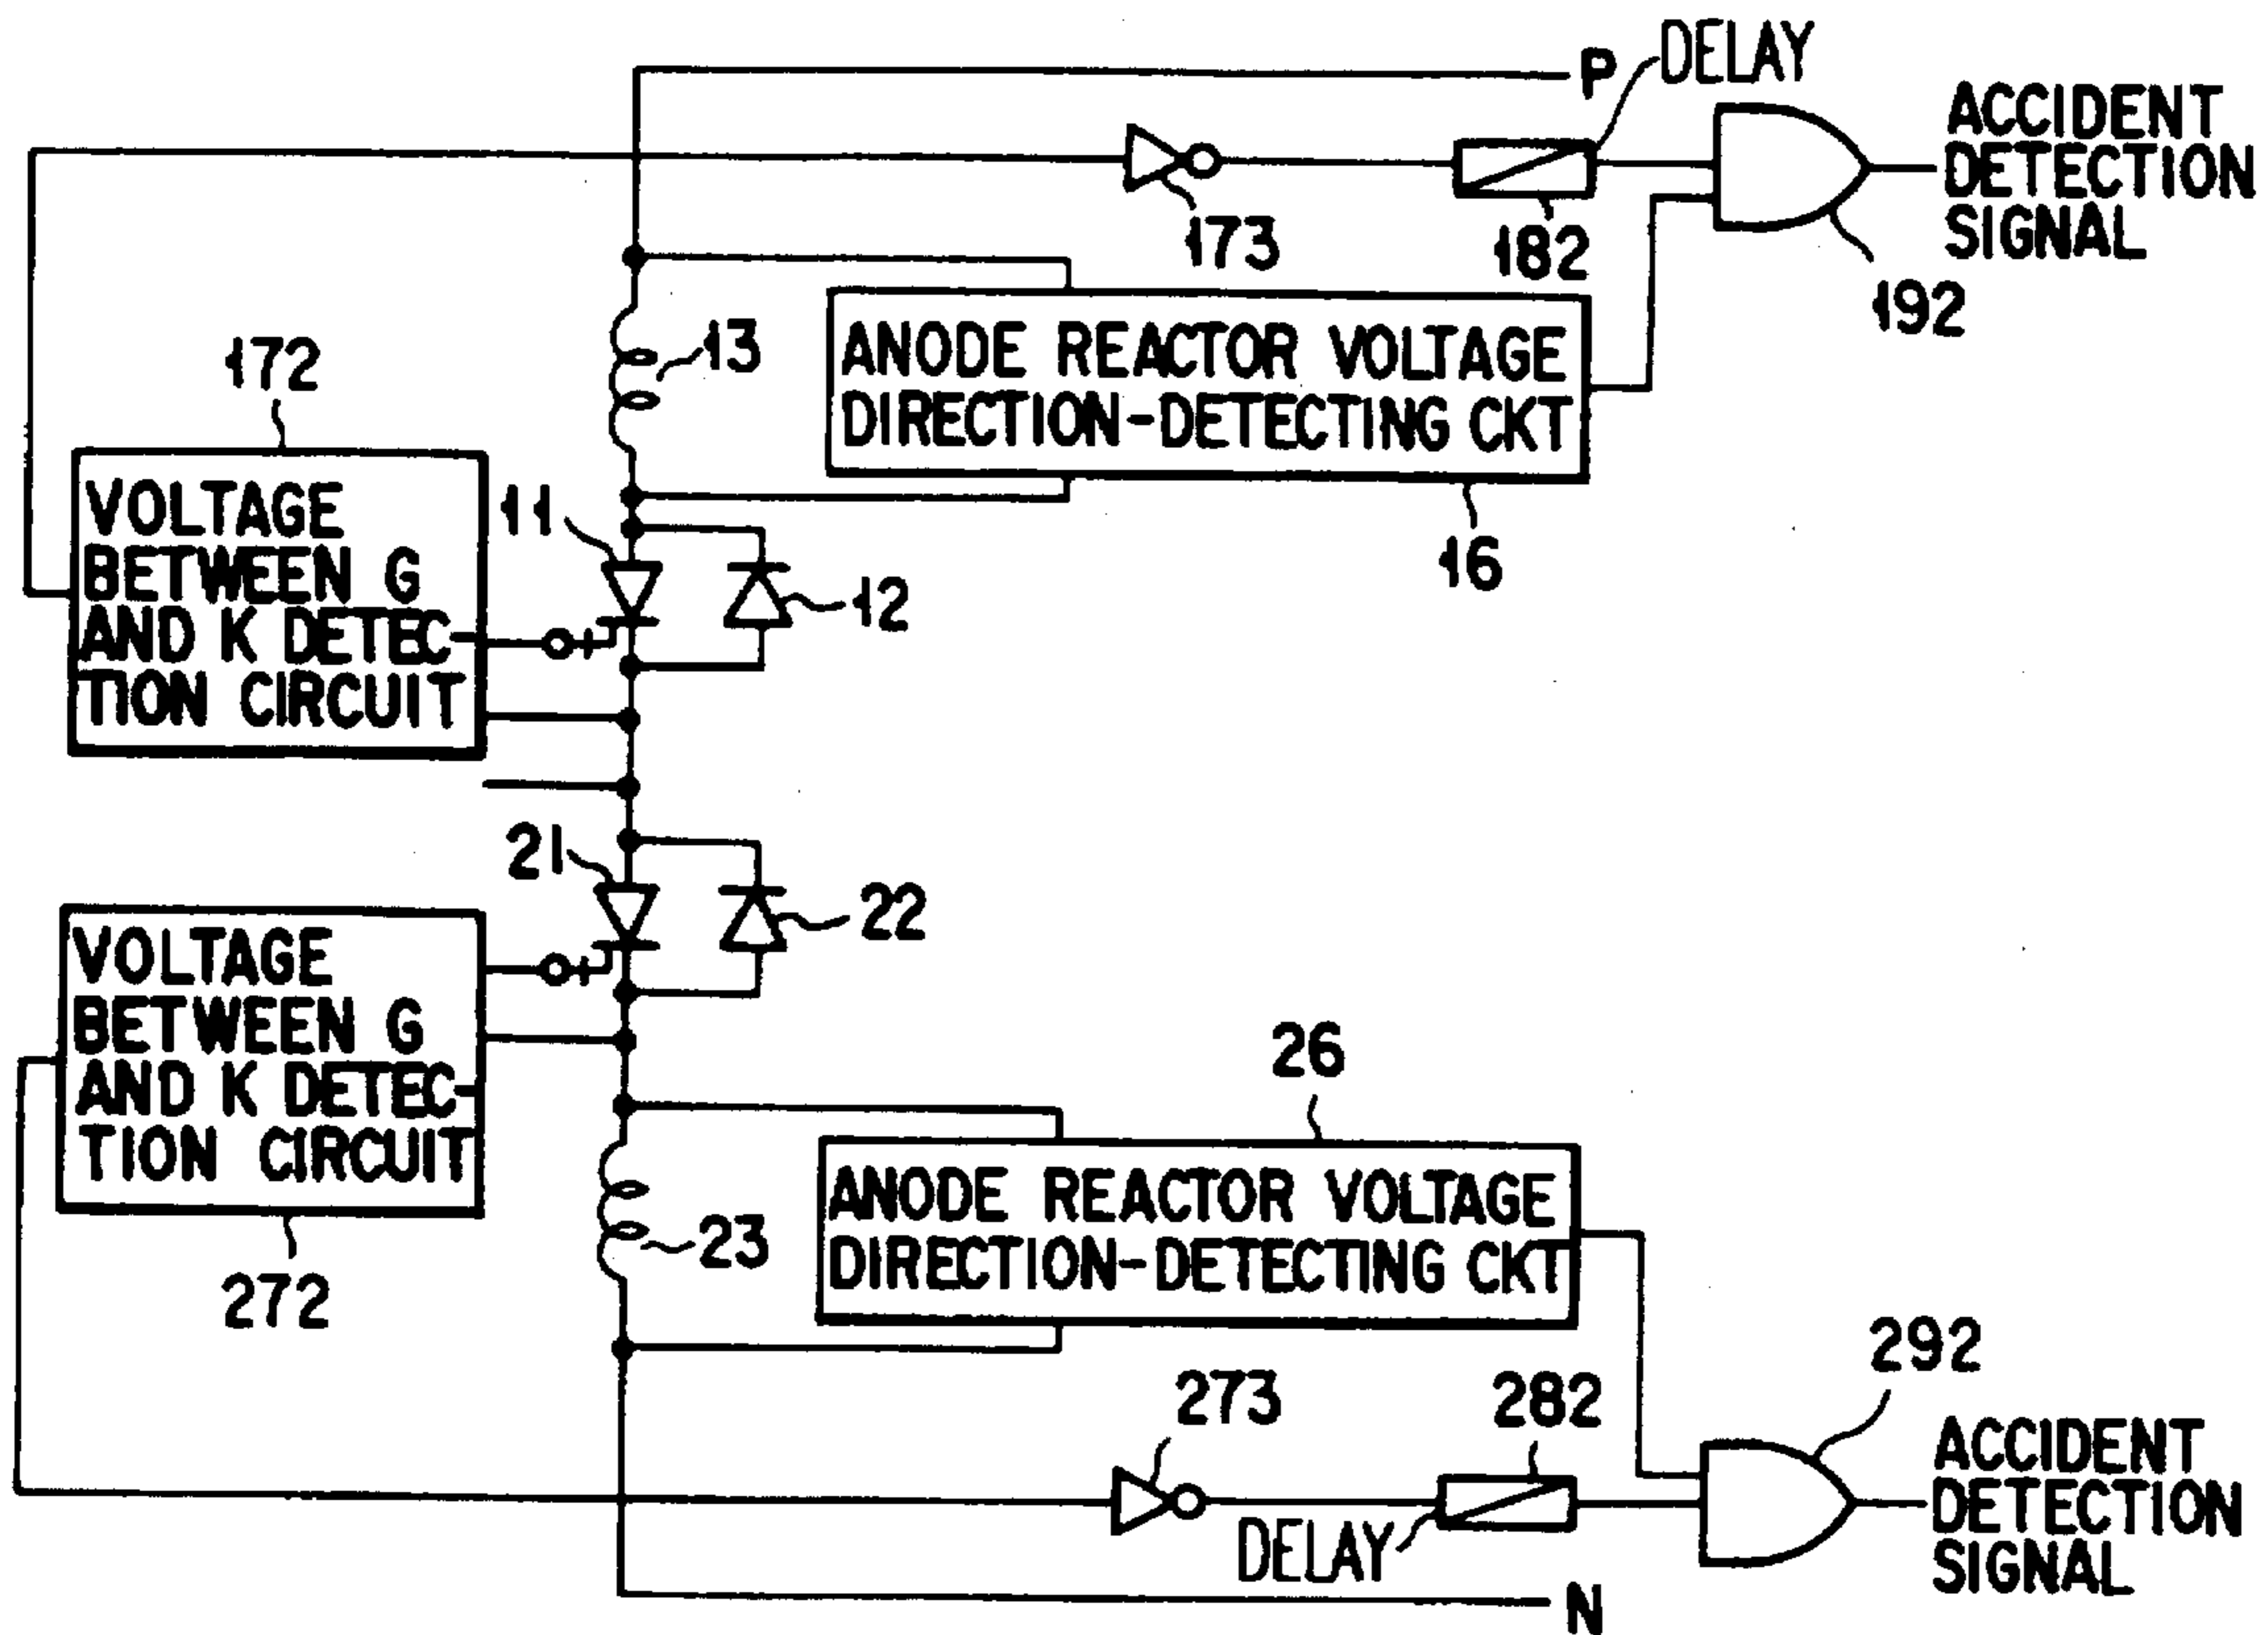 P
DELAY
ACCIDENT
DETECTION
SIGNAL
173
182
192
13
ANODE REACTOR VOLTAGE
DIRECTION-DETECTING CKT
16
172
VOLTAGE
BETWEEN G
AND K DETEC-
TION CIRCUIT
11
12
21
22
VOLTAGE
BETWEEN G
AND K DETEC-
TION CIRCUIT
272
26
ANODE REACTOR VOLTAGE
DIRECTION-DETECTING CKT
23
273
282
292
DELAY
ACCIDENT
DETECTION
SIGNAL
N